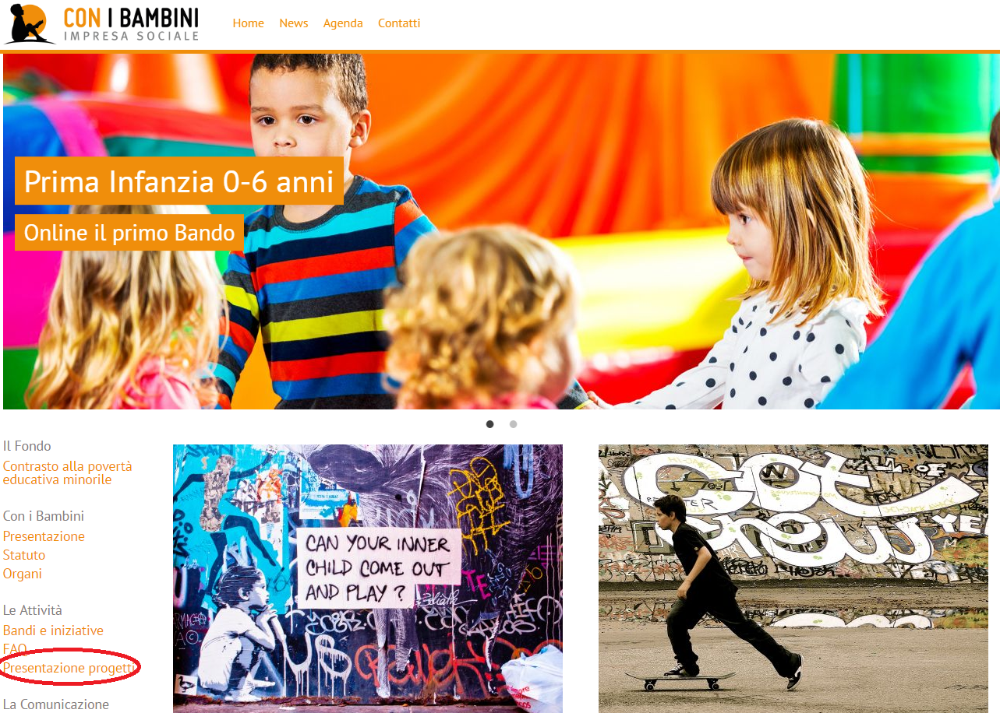 CON I BAMBINI
IMPRESA SOCIALE
Home News Agenda Contatti
Prima Infanzia 0-6 anni
Online il primo Bando
Il Fondo
Contrasto alla povertà
educativa minorile
Con i Bambini
Presentazione
Statuto
Organi
Le Attività
Bandi e iniziative
FAQ
Presentazione progetti
La Comunicazione
CAN YOUR INNER
CHILD COME OUT
AND PLAY ?
Get